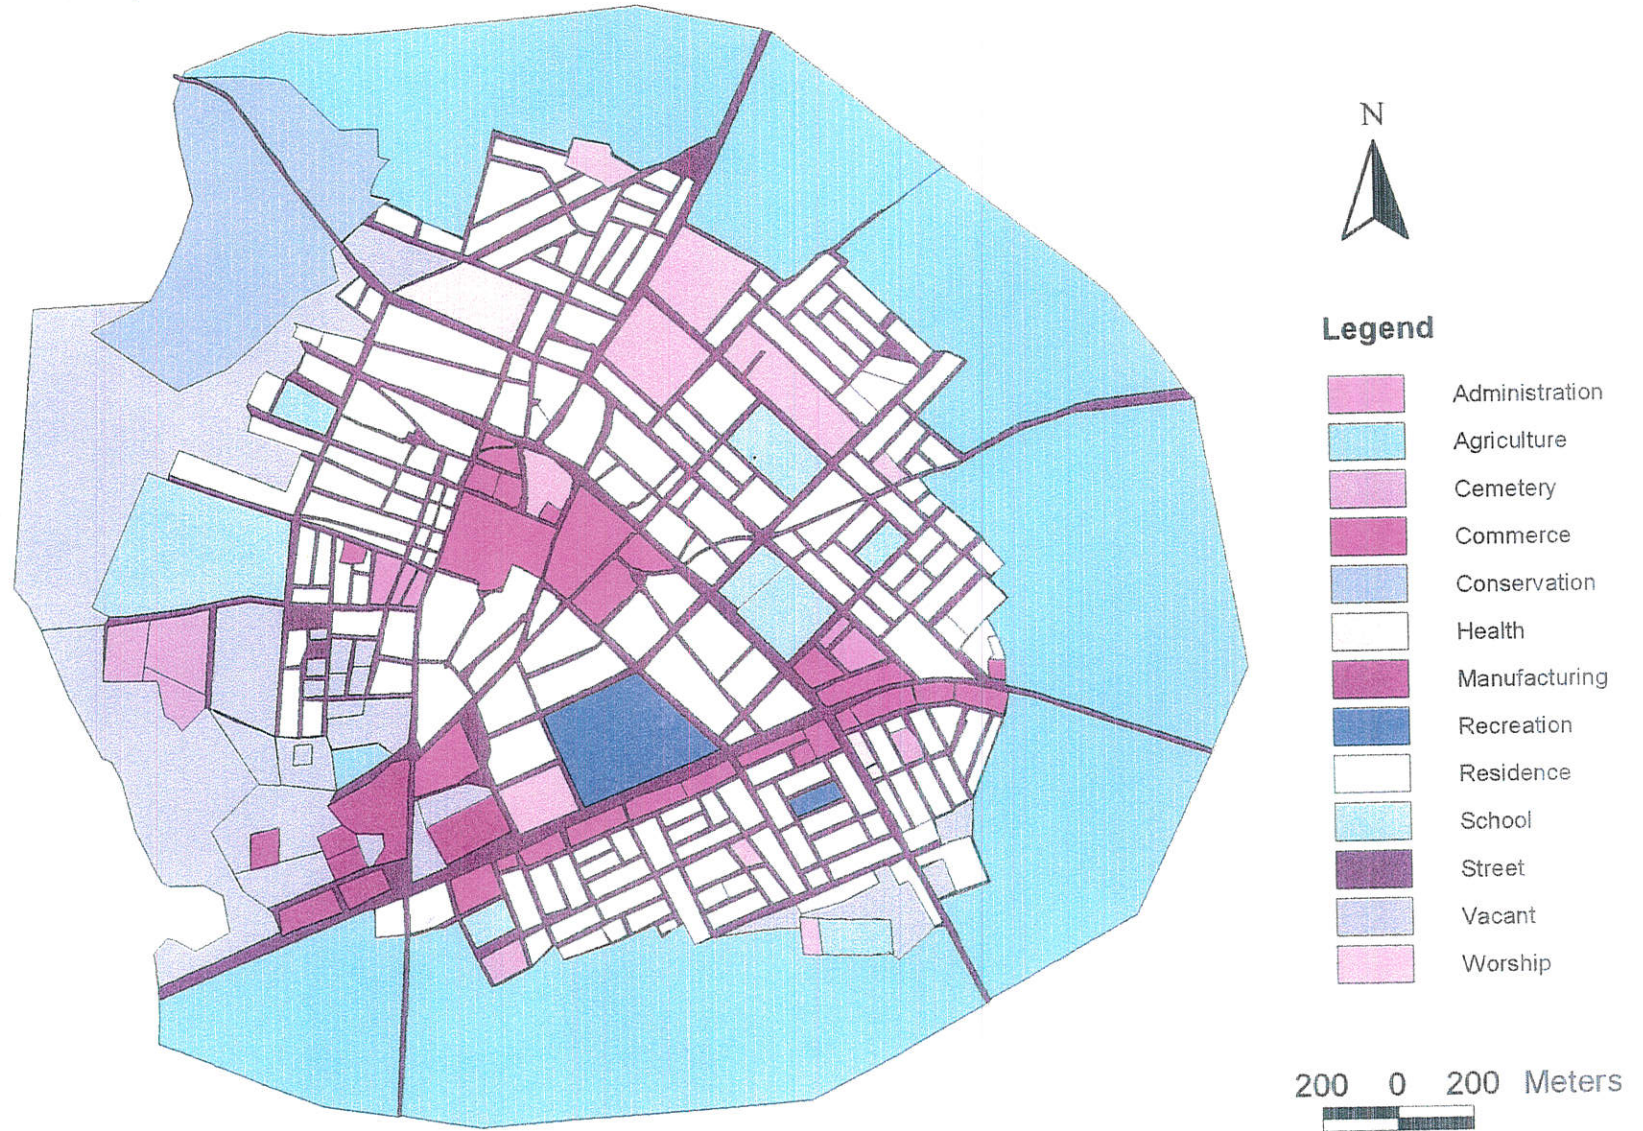 N
Legend
Administration
Agriculture
Cemetery
Commerce
Conservation
Health
Manufacturing
Recreation
Residence
School
Street
Vacant
Worship
200 0 200 Meters